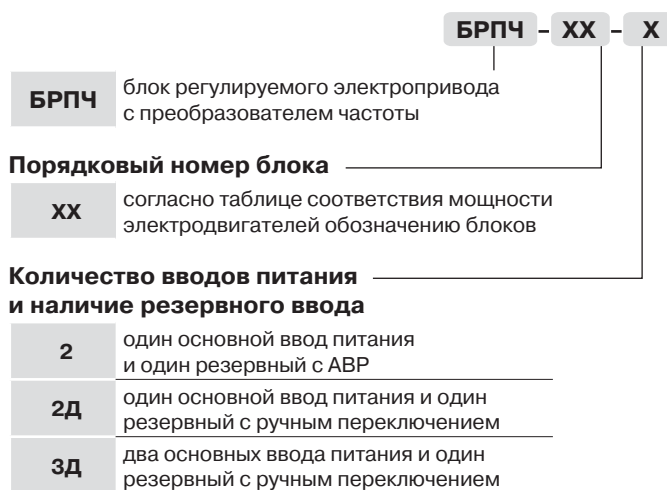 БРПЧ – ХХ – Х
БРПЧ
блок регулируемого электропривода
с преобразователем частоты
Порядковый номер блока
ХХ
согласно таблице соответствия мощности
электродвигателей обозначению блоков
Количество вводов питания
и наличие резервного ввода
2
один основной ввод питания
и один резервный с АВР
2Д
один основной ввод питания и один
резервный с ручным переключением
3Д
два основных ввода питания и один
резервный с ручным переключением